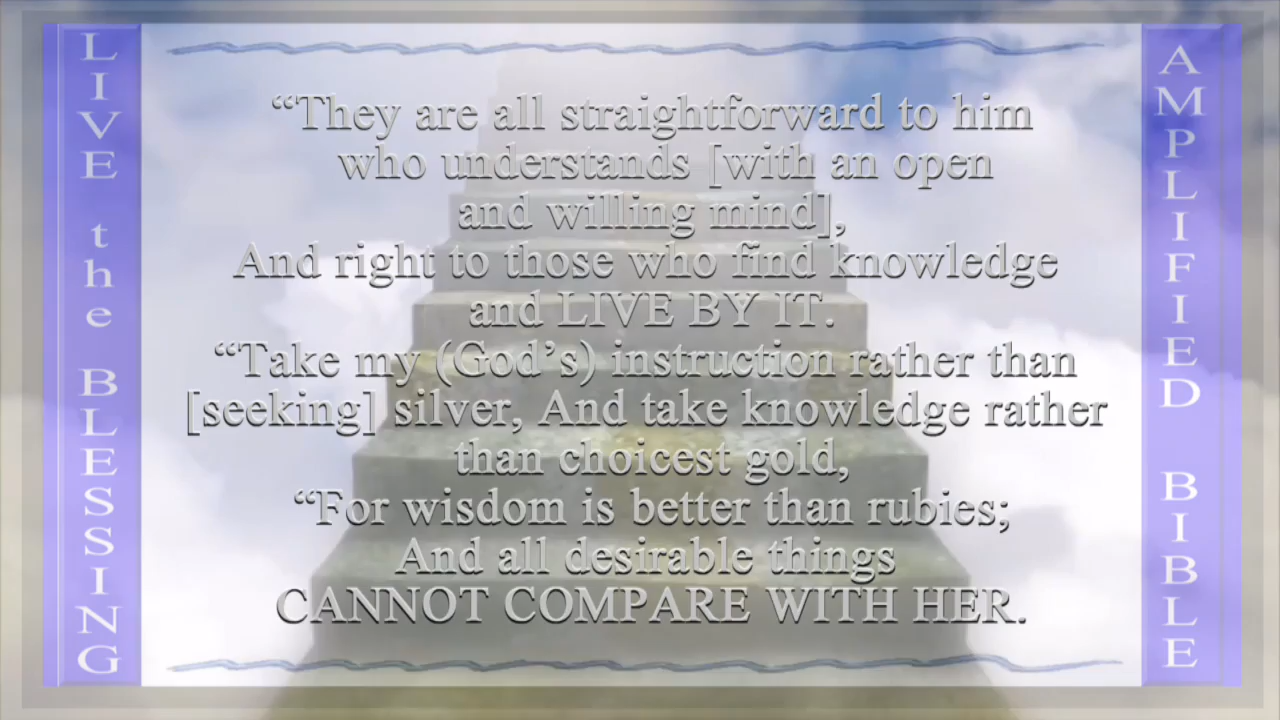 LIVE the BLESSING
“They are all straightforward to him
who understands [with an open
and willing mind],
And right to those who find knowledge
and LIVE BY IT.
“Take my (God’s) instruction rather than
[seeking] silver, And take knowledge rather
than choicest gold,
“For wisdom is better than rubies;
And all desirable things
CANNOT COMPARE WITH HER.
AMPLIFIED BIBLE